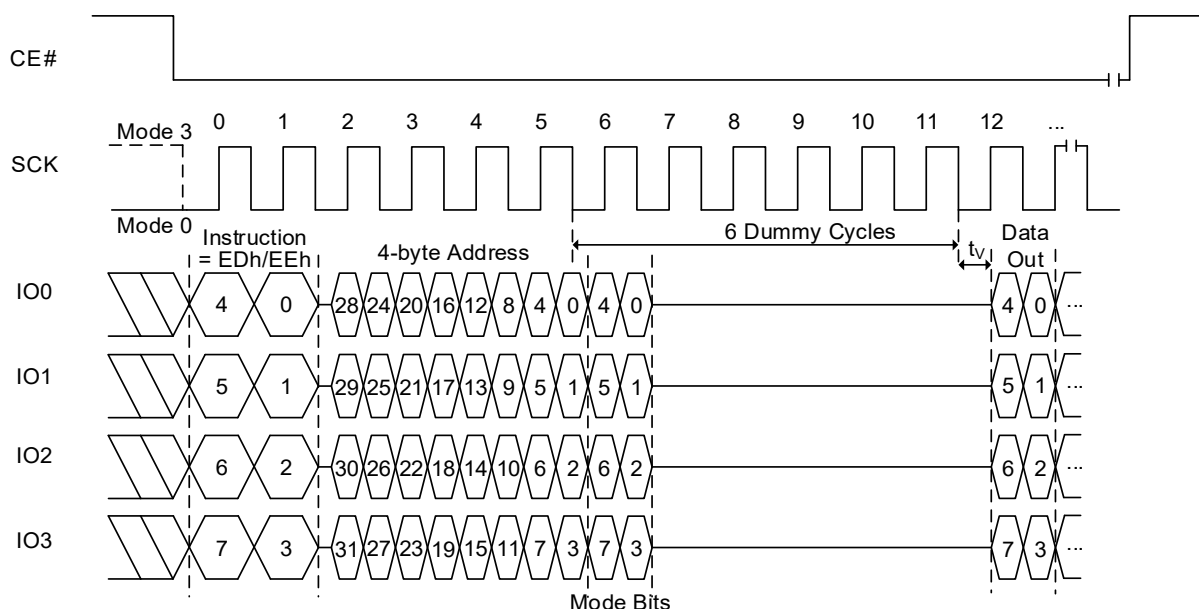 CE#
0 1 2 3 4 5 6 7 8 9 10 11 12 ...
Mode 3
SCK
Mode 0
Instruction
= EDh/EEh
4-byte Address
6 Dummy Cycles
tV
Data
Out
IO0 4 0 28 24 20 16 12 8 4 0 4 0 4 0 ...
IO1 5 1 29 25 21 17 13 9 5 1 5 1 5 1 ...
IO2 6 2 30 26 22 18 14 10 6 2 6 2 6 2 ...
IO3 7 3 31 27 23 19 15 11 7 3 7 3 7 3 ...
Mode Bits